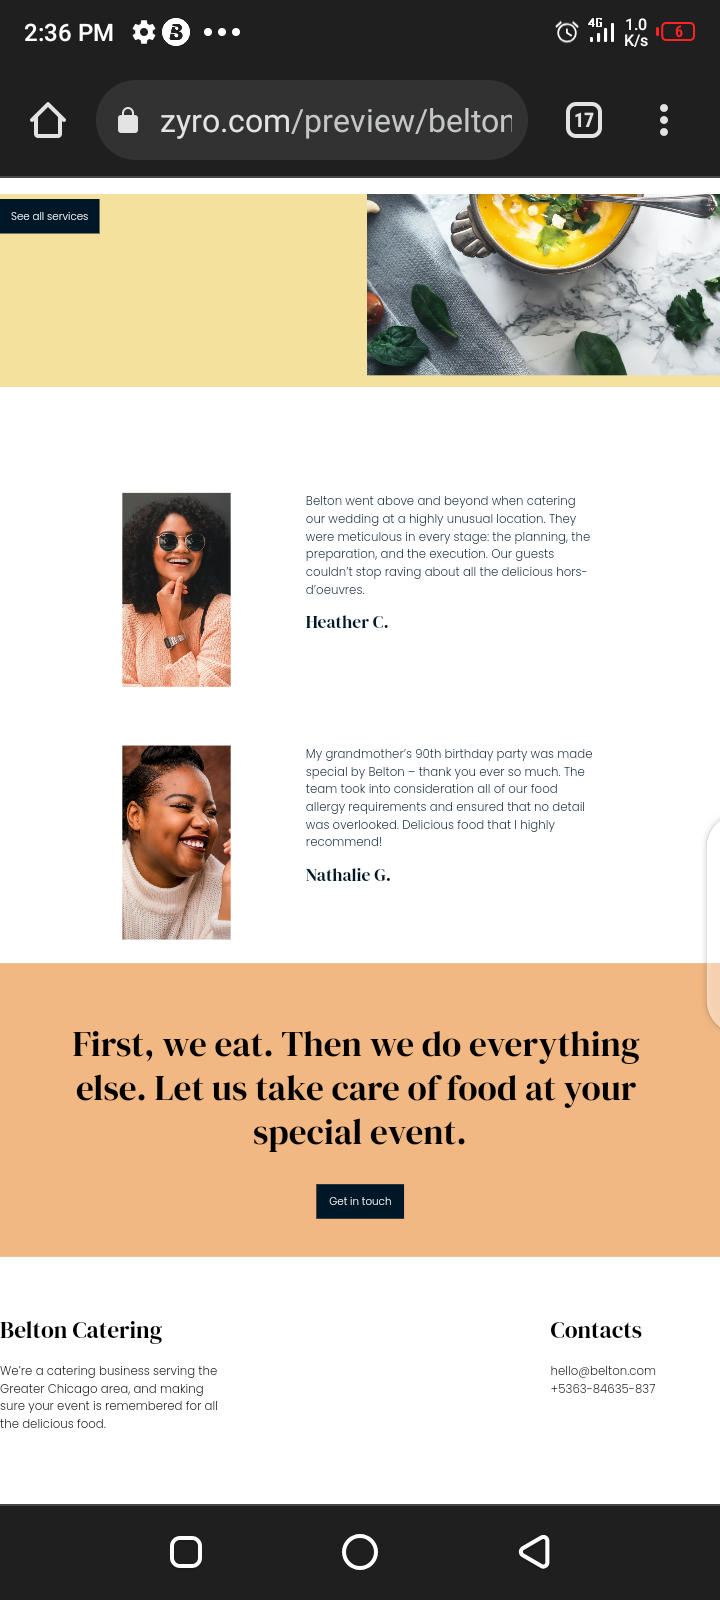 2:36 PM
4G
1.0
K/s
6
zyro.com/preview/belton
17
See all services
Belton went above and beyond when catering
our wedding at a highly unusual location. They
were meticulous in every stage: the planning, the
preparation, and the execution. Our guests
couldn’t stop raving about all the delicious hors-
d’oeuvres.
Heather C.
My grandmother’s 90th birthday party was made
special by Belton – thank you ever so much. The
team took into consideration all of our food
allergy requirements and ensured that no detail
was overlooked. Delicious food that I highly
recommend!
Nathalie G.
First, we eat. Then we do everything
else. Let us take care of food at your
special event.
Get in touch
Belton Catering
We’re a catering business serving the
Greater Chicago area, and making
sure your event is remembered for all
the delicious food.
Contacts
hello@belton.com
+5363-84635-837